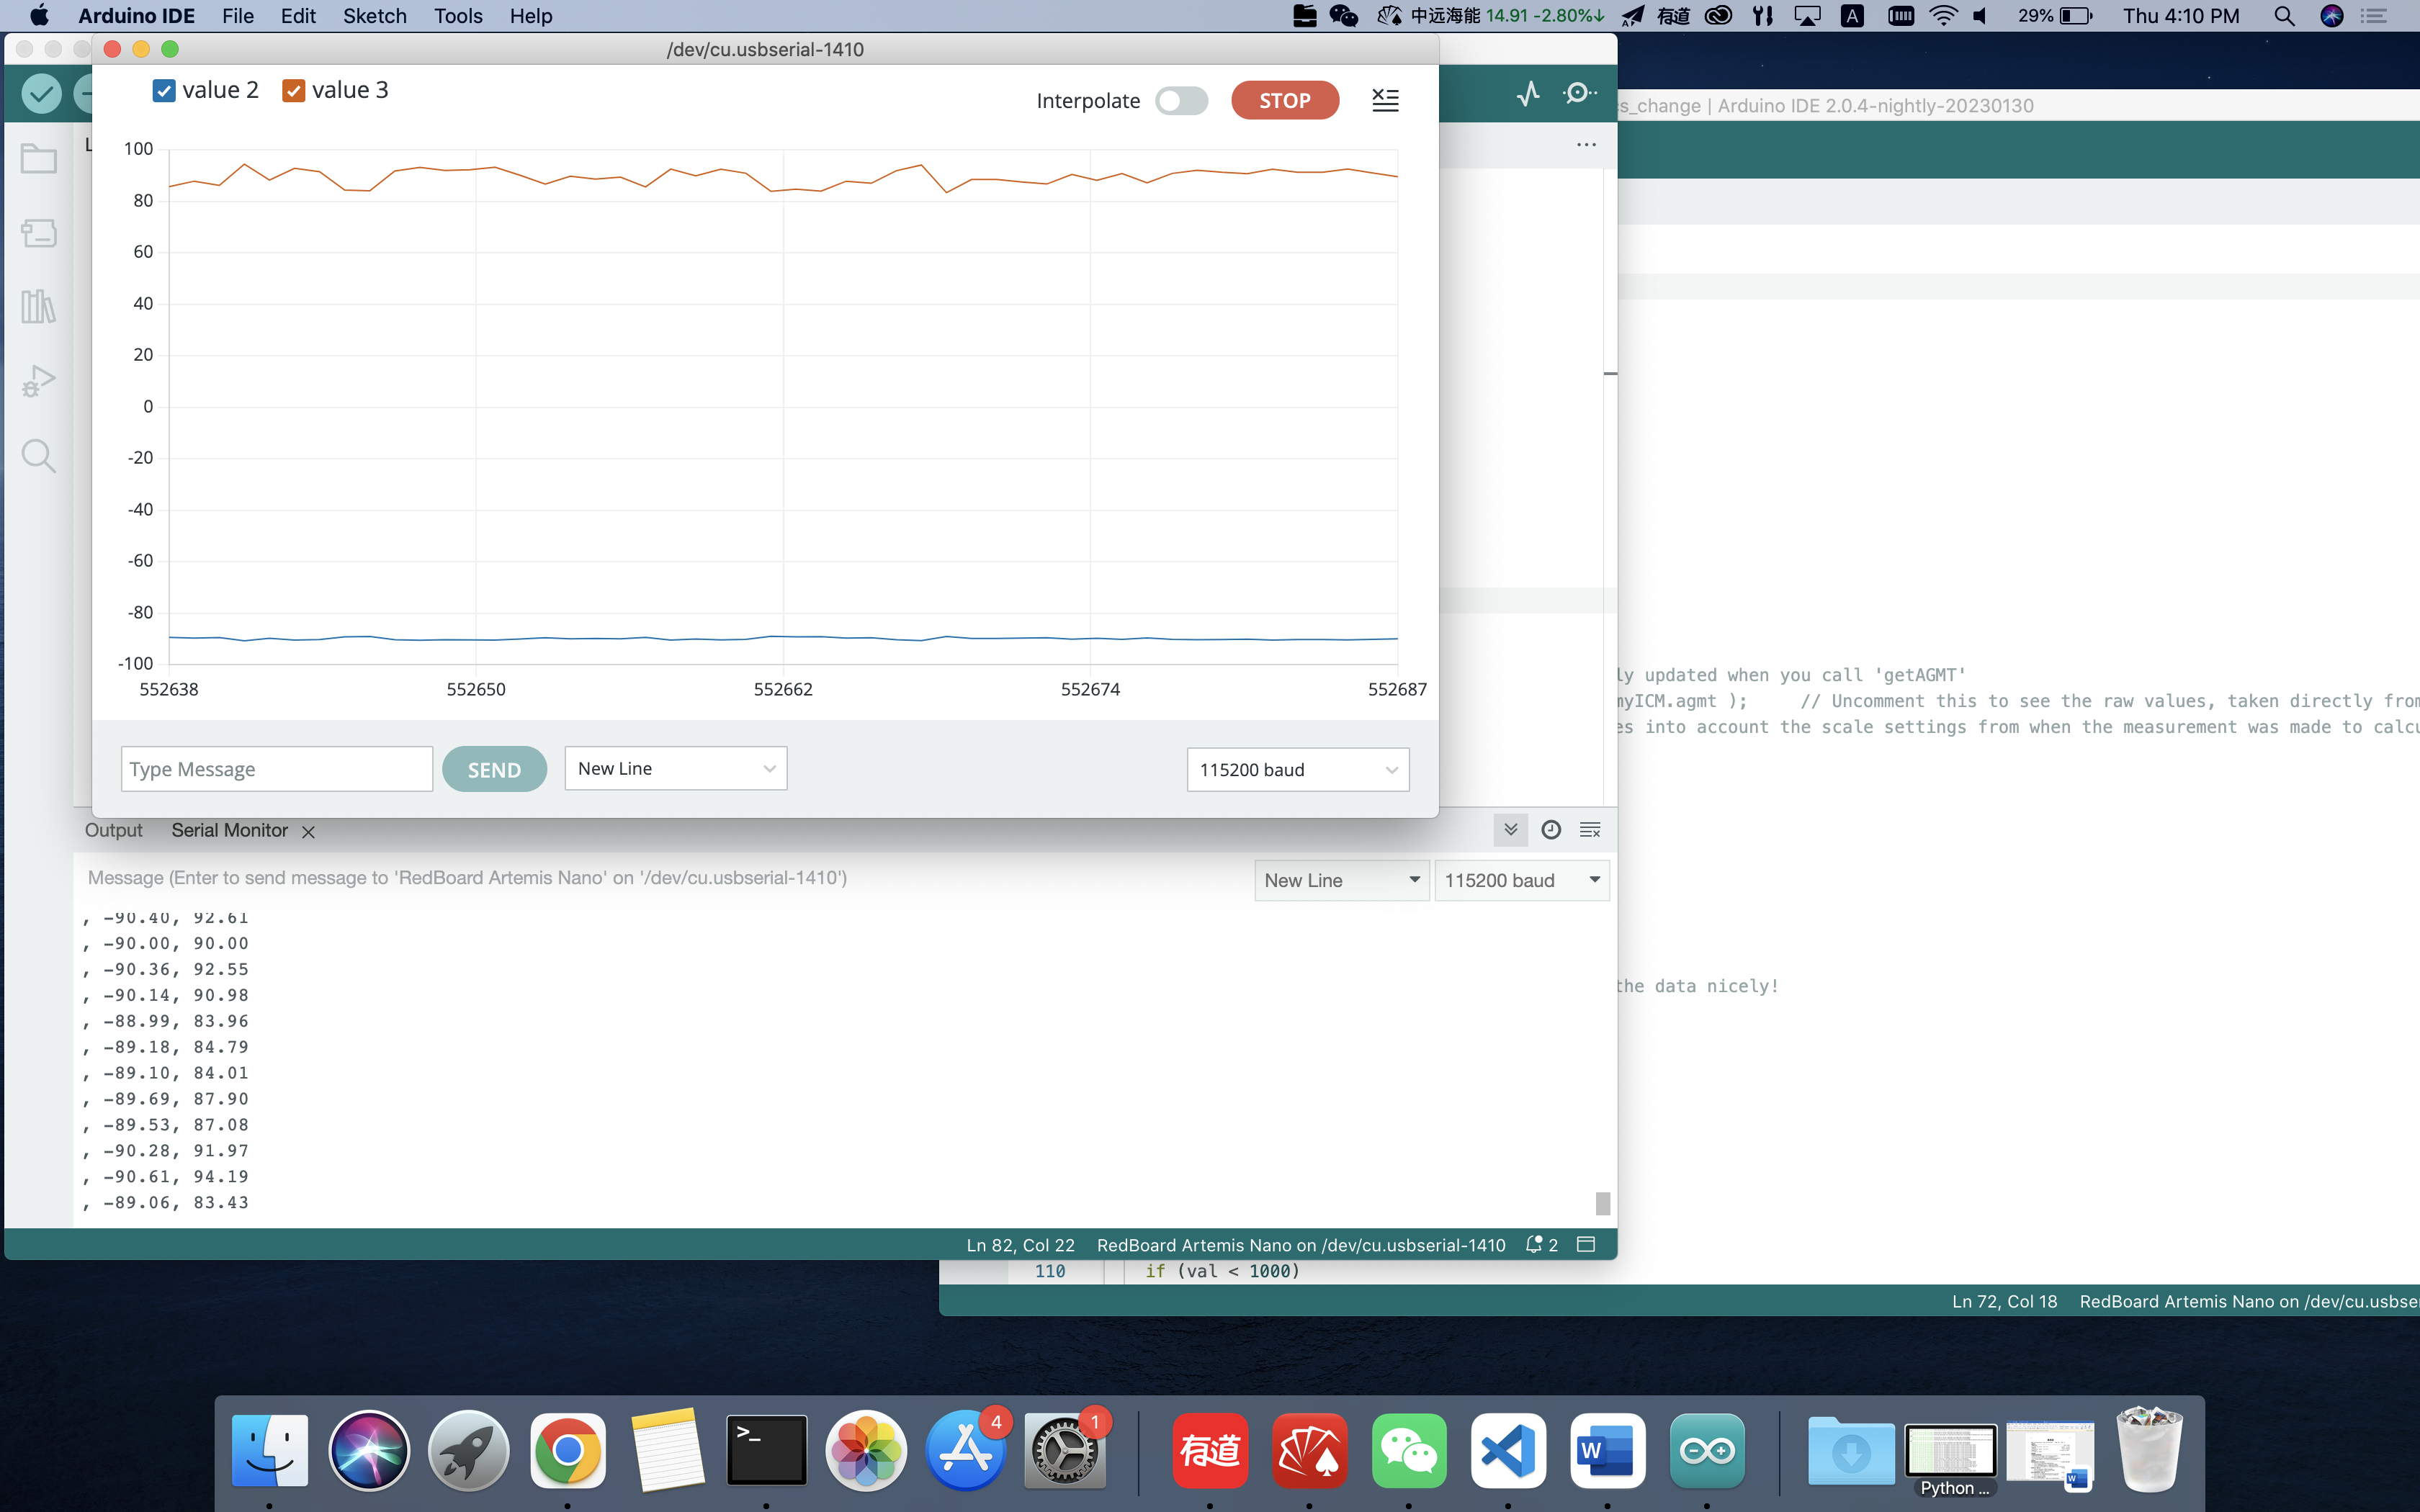 Arduino IDE File Edit Sketch Tools Help
中远海能 14.91 -2.80%↓ 有道 A 29% Thu 4:10 PM
/dev/cu.usbserial-1410
value 2 value 3
Interpolate STOP
s_change | Arduino IDE 2.0.4-nightly-20230130
L
100
80
60
40
20
0
-20
-40
-60
-80
-100
552638 552650 552662 552674 552687
ly updated when you call 'getAGMT'
myICM.agmt ); // Uncomment this to see the raw values, taken directly from
es into account the scale settings from when the measurement was made to calcu
Type Message SEND New Line 115200 baud
Output Serial Monitor
Message (Enter to send message to 'RedBoard Artemis Nano' on '/dev/cu.usbserial-1410')
New Line 115200 baud
, -90.40, 92.61
, -90.00, 90.00
, -90.36, 92.55
, -90.14, 90.98
, -88.99, 83.96
, -89.18, 84.79
, -89.10, 84.01
, -89.69, 87.90
, -89.53, 87.08
, -90.28, 91.97
, -90.61, 94.19
, -89.06, 83.43
the data nicely!
Ln 82, Col 22 RedBoard Artemis Nano on /dev/cu.usbserial-1410 2
110 if (val < 1000)
Ln 72, Col 18 RedBoard Artemis Nano on /dev/cu.usbse
>_
4
1
有道
W
Python ...
W